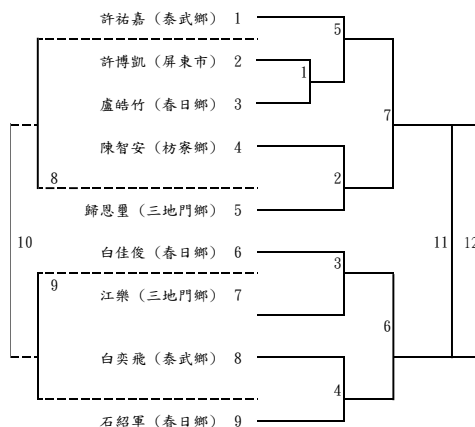 許祐嘉（泰武鄉） 1
5
許博凱（屏東市） 2
1
盧皓竹（春日鄉） 3
7
陳智安（枋寮鄉） 4
8
2
歸恩璽（三地門鄉） 5
10
11
12
白佳俊（春日鄉） 6
3
9
江樂（三地門鄉） 7
6
白奕飛（泰武鄉） 8
4
石紹軍（春日鄉） 9